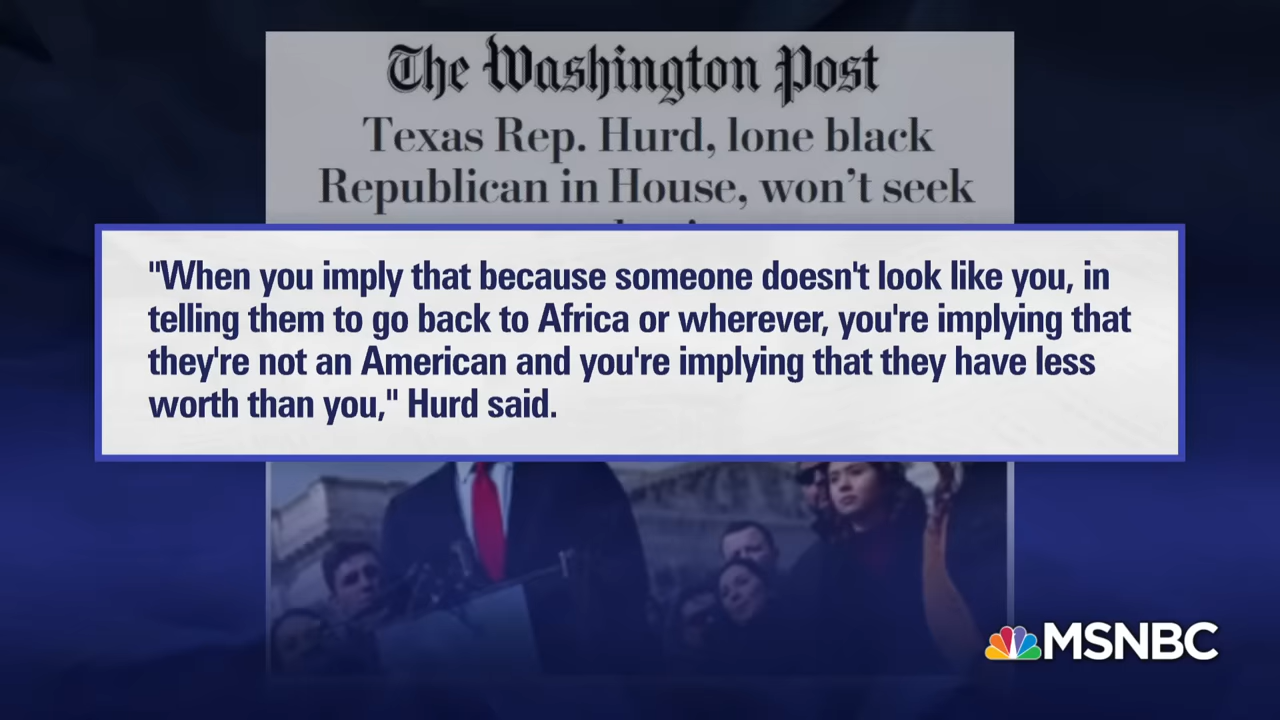 The Washington Post
Texas Rep. Hurd, lone black
Republican in House, won't seek
"When you imply that because someone doesn't look like you, in
telling them to go back to Africa or wherever, you're implying that
they're not an American and you're implying that they have less
worth than you," Hurd said.
MSNBC